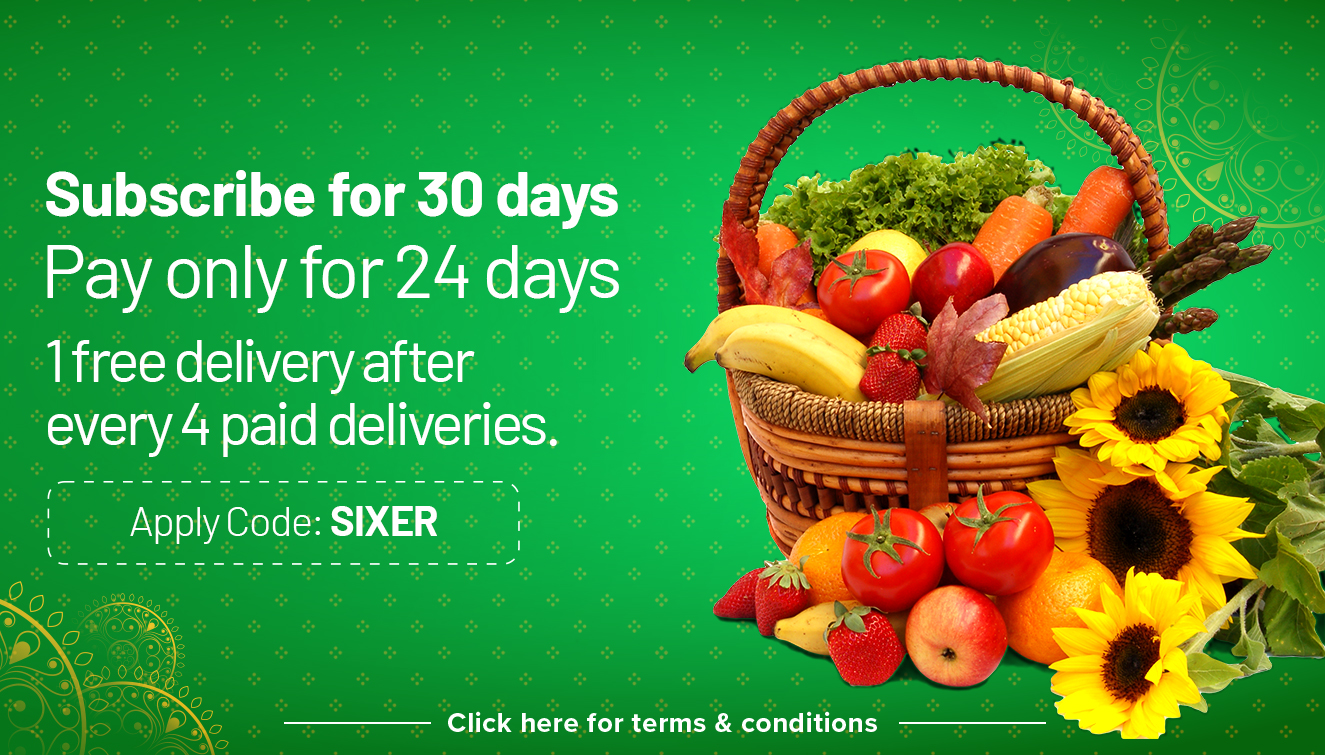 Subscribe for 30 days
Pay only for 24 days
1 free delivery after
every 4 paid deliveries.
Apply Code: SIXER
Click here for terms & conditions